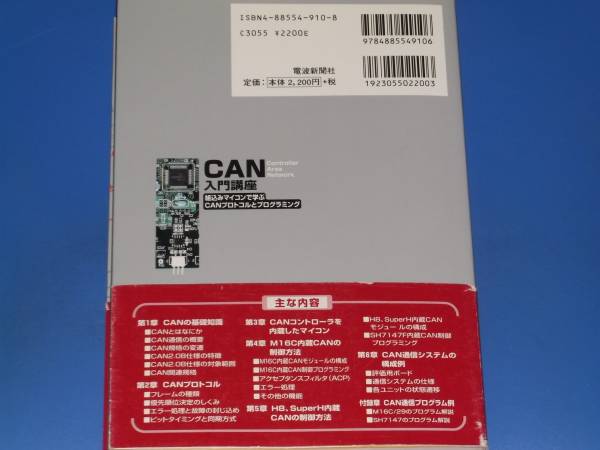 ISBN4-88554-910-8
C3055 ¥2200E
9784885549106
電波新聞社
定価：本体2,200円+税
1923055022003
CAN
Controller
Area
Network
入門講座
組込みマイコンで学ぶ
CANプロトコルとプログラミング
主な内容
第1章 CANの基礎知識
■CANとはなにか
■CAN通信の概要
■CAN規格の変遷
■CAN2.0B仕様の特徴
■CAN2.0B仕様の対象範囲
■CAN関連規格
第2章 CANプロトコル
■フレームの種類
■優先順位決定のしくみ
■エラー処理と故障の封じ込め
■ビットタイミングと同期方式
第3章 CANコントローラを
内蔵したマイコン
第4章 M16C内蔵CANの
制御方法
■M16C内蔵CANモジュールの構成
■M16C内蔵CAN制御プログラミング
■アクセプタンスフィルタ(ACP)
■エラー処理
■その他の機能
第5章 H8、SuperH内蔵
CANの制御方法
■H8、SuperH内蔵CAN
モジュールの構成
■SH7147F内蔵CAN制御
プログラミング
第6章 CAN通信システムの
構成例
■評価用ボード
■通信システムの仕様
■各ユニットの状態遷移
付録章 CAN通信プログラム例
■M16C/29のプログラム解説
■SH7147のプログラム解説